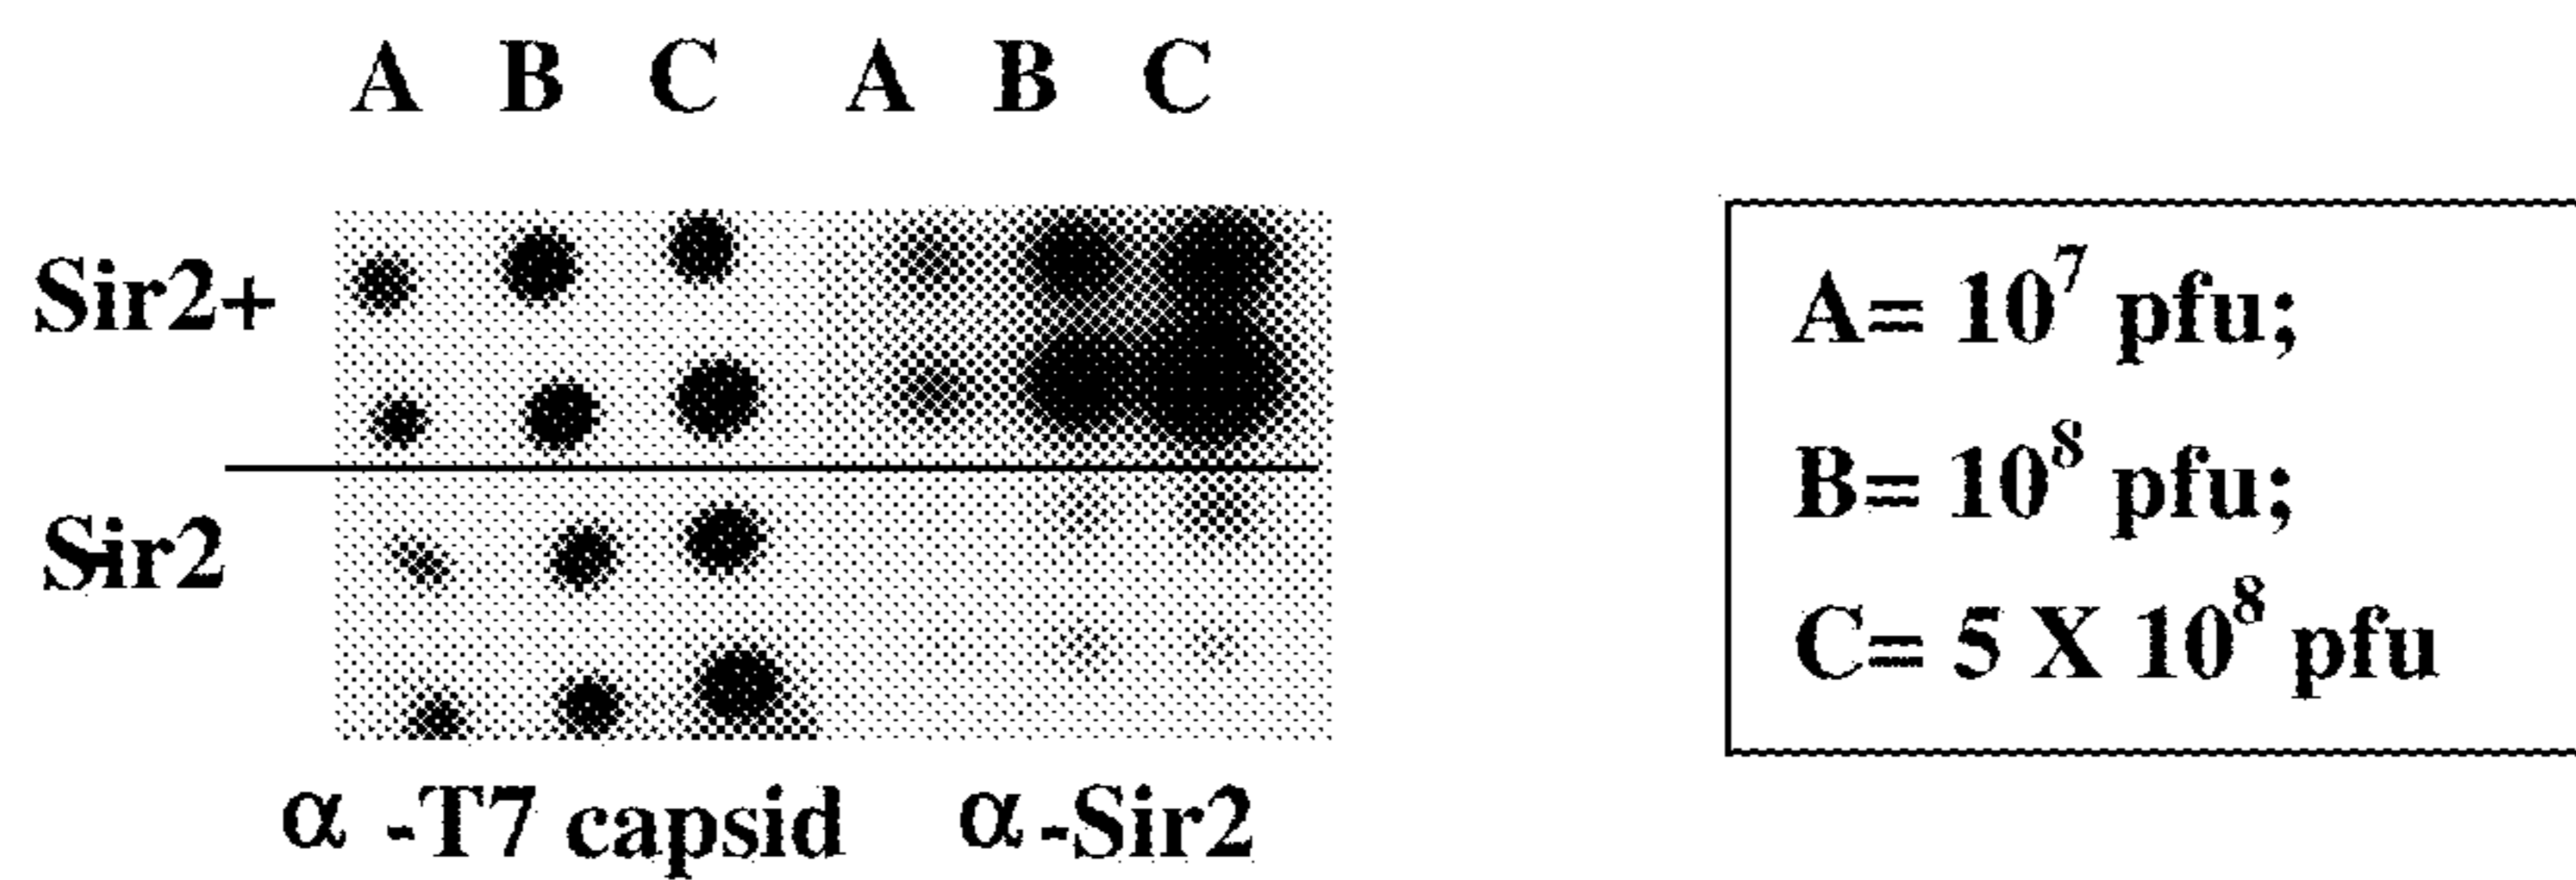 A B C A B C
Sir2+
Sir2-
α -T7 capsid α-Sir2
A= 10⁷ pfu;
B= 10⁸ pfu;
C= 5 X 10⁸ pfu